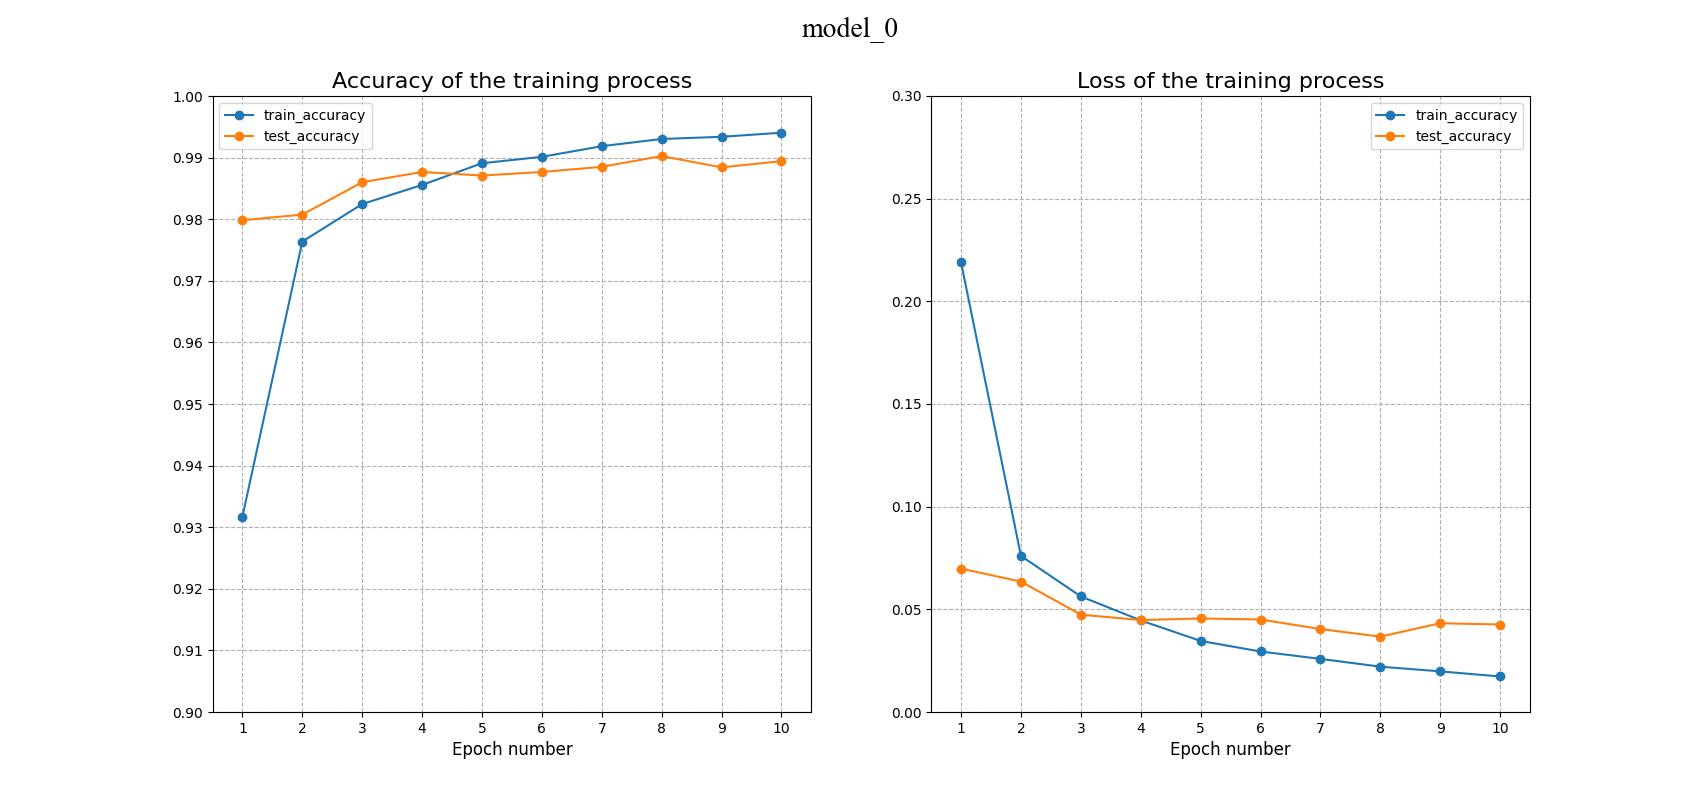 model_0
Accuracy of the training process
1.00
0.99
0.98
0.97
0.96
0.95
0.94
0.93
0.92
0.91
0.90
train_accuracy
test_accuracy
1 2 3 4 5 6 7 8 9 10
Epoch number
Loss of the training process
0.30
0.25
0.20
0.15
0.10
0.05
0.00
train_accuracy
test_accuracy
1 2 3 4 5 6 7 8 9 10
Epoch number